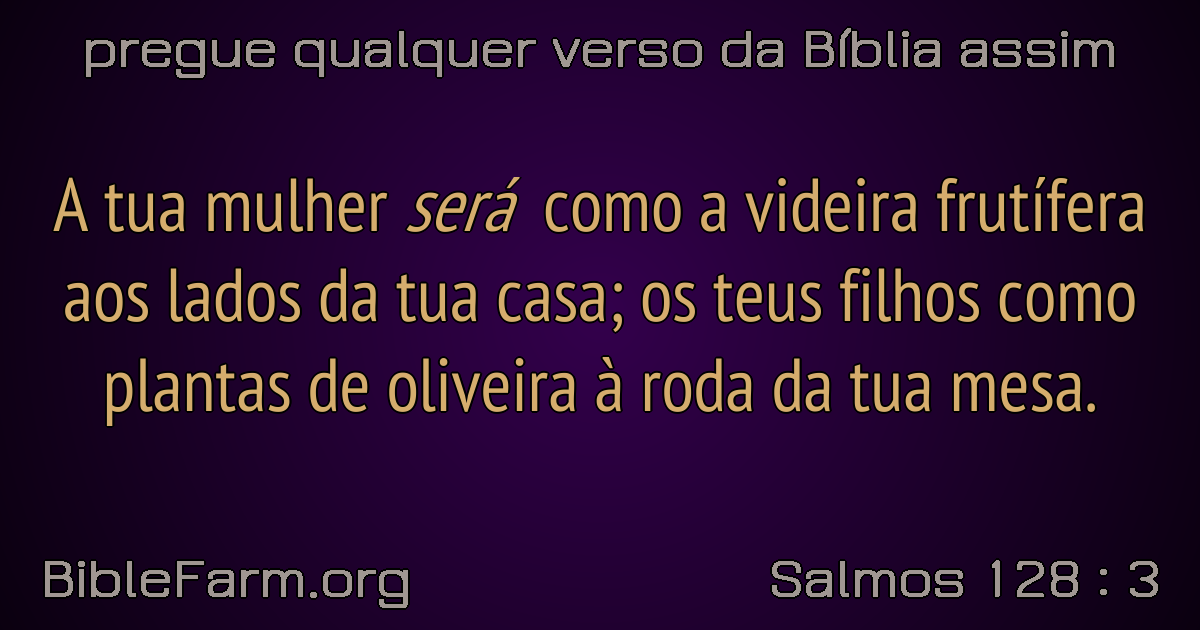 pregue qualquer verso da Bíblia assim
A tua mulher será como a videira frutífera
aos lados da tua casa; os teus filhos como
plantas de oliveira à roda da tua mesa.
BibleFarm.org
Salmos 128 : 3